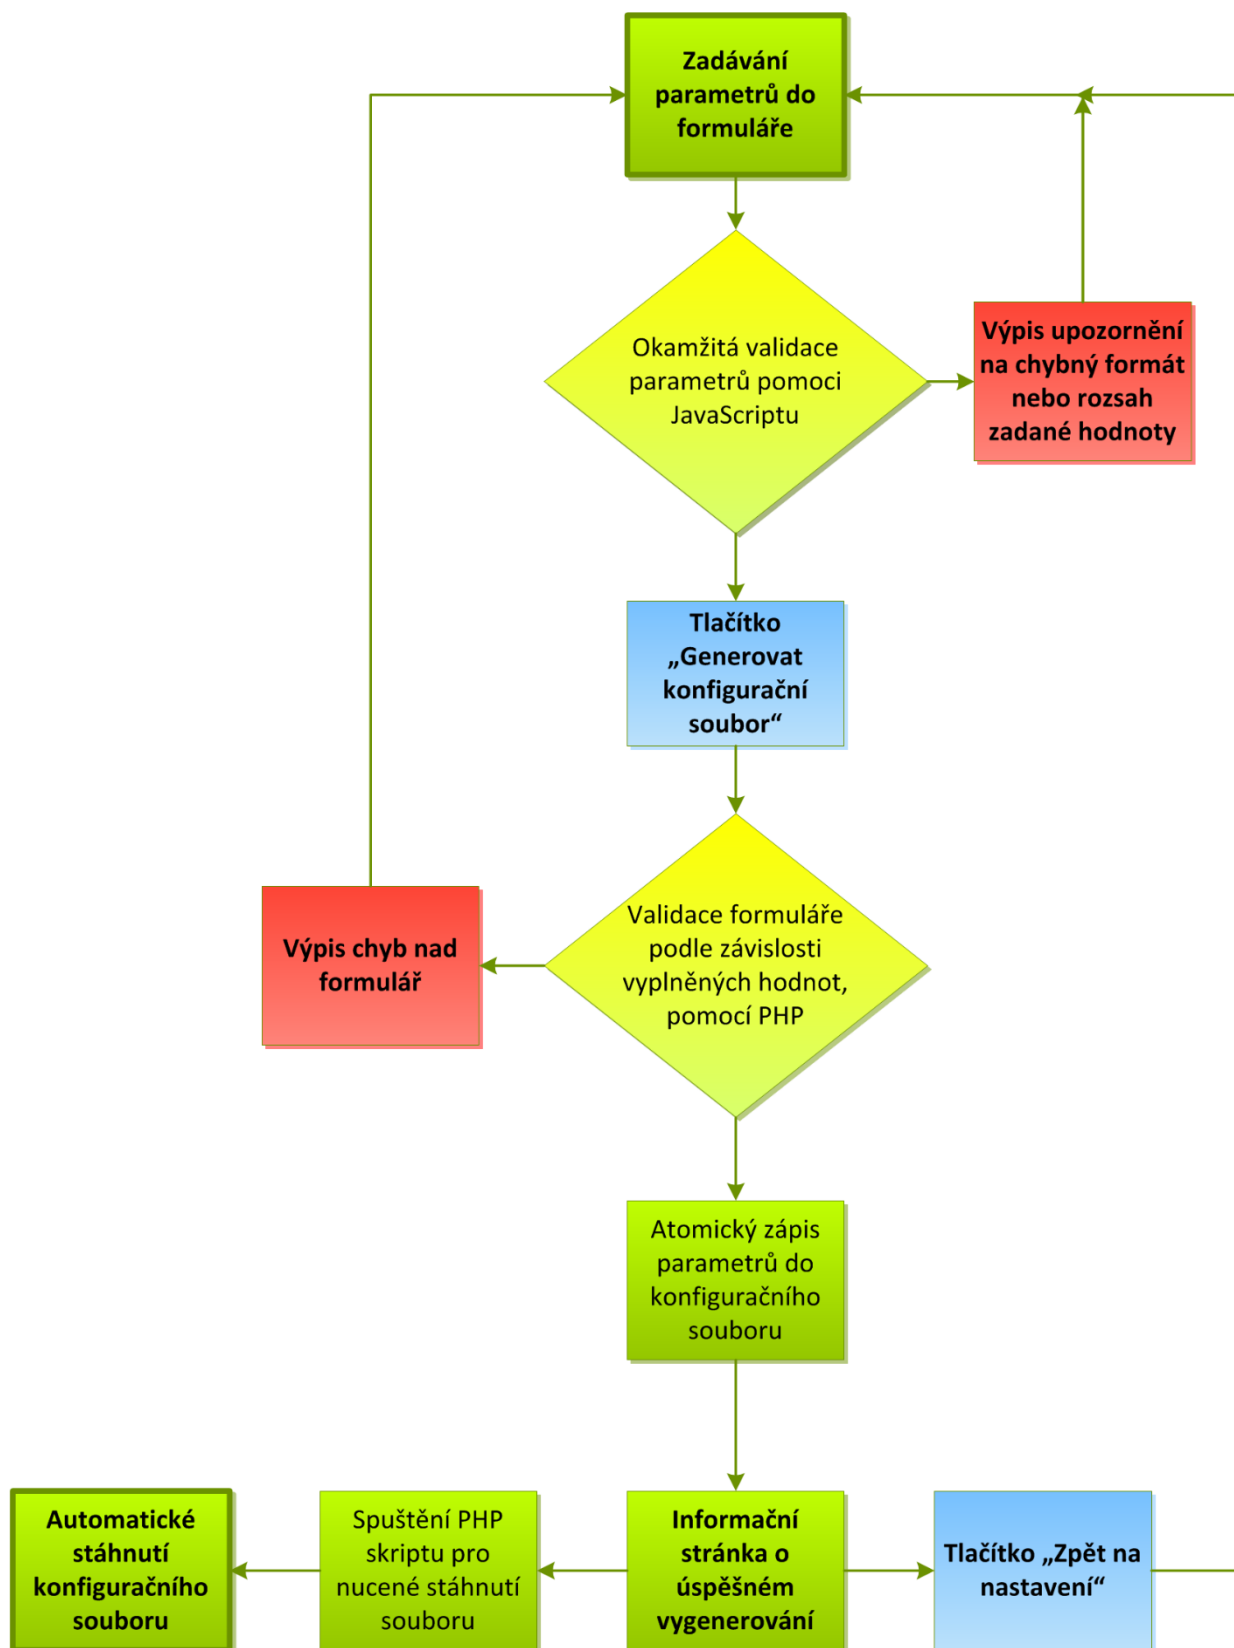 Zadávání
parametrů do
formuláře
Okamžitá validace
parametrů pomoci
JavaScriptu
Výpis upozornění
na chybný formát
nebo rozsah
zadané hodnoty
Tlačítko
„Generovat
konfigurační
soubor“
Validace formuláře
podle závislosti
vyplněných hodnot,
pomocí PHP
Výpis chyb nad
formulář
Atomický zápis
parametrů do
konfiguračního
souboru
Automatické
stáhnutí
konfiguračního
souboru
Spuštění PHP
skriptu pro
nucené stáhnutí
souboru
Informační
stránka o
úspěšném
vygenerování
Tlačítko „Zpět na
nastavení“